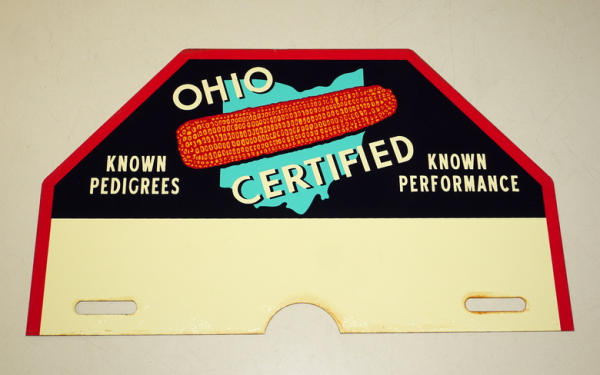 OHIO
CERTIFIED
KNOWN
PEDIGREES
KNOWN
PERFORMANCE